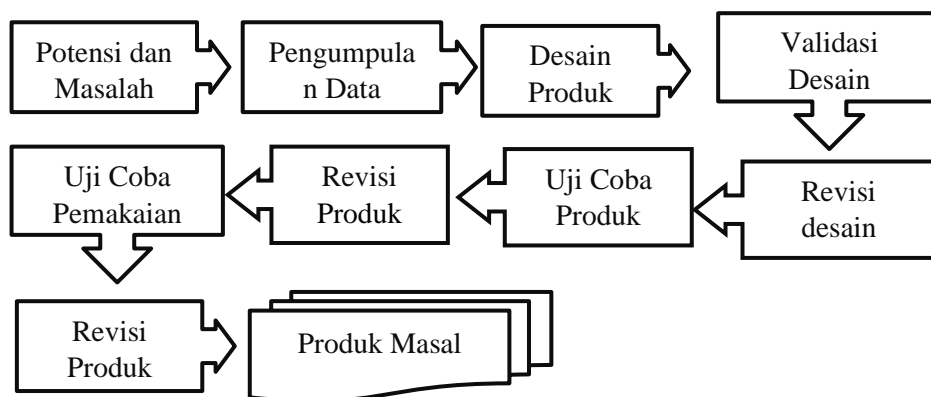 Potensi dan
Masalah
Pengumpula
n Data
Desain
Produk
Validasi
Desain
Revisi
desain
Uji Coba
Produk
Revisi
Produk
Uji Coba
Pemakaian
Revisi
Produk
Produk Masal